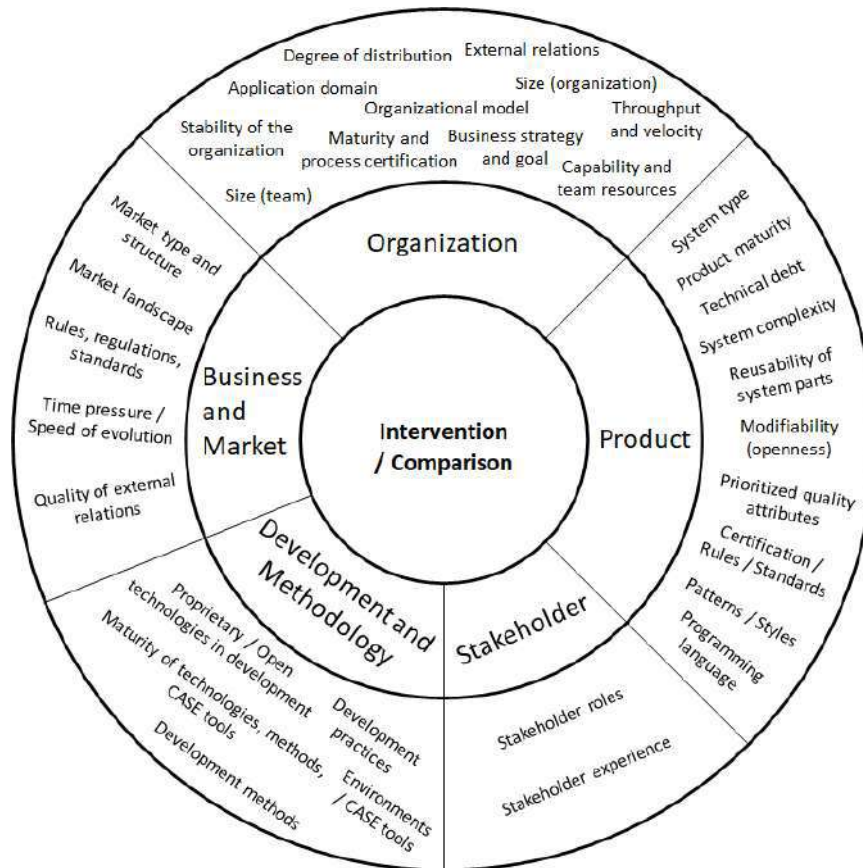 Degree of distribution
External relations
Application domain
Size (organization)
Organizational model
Throughput
and velocity
Stability of the
organization
Maturity and
process certification
Business strategy
and goal
Capability and
team resources
Size (team)
Organization
Market type and
structure
Market landscape
Rules, regulations,
standards
Time pressure /
Speed of evolution
Quality of external
relations
Business
and
Market
Intervention
/ Comparison
Product
System type
Product maturity
Technical debt
System complexity
Reusability of
system parts
Modifiability
(openness)
Prioritized quality
attributes
Certification /
Rules / Standards
Patterns / Styles
Programming
language
Development and
Methodology
Proprietary / Open
technologies in development
Maturity of technologies, methods,
CASE tools
Development methods
Development
practices
Environments
/ CASE tools
Stakeholder
Stakeholder roles
Stakeholder experience